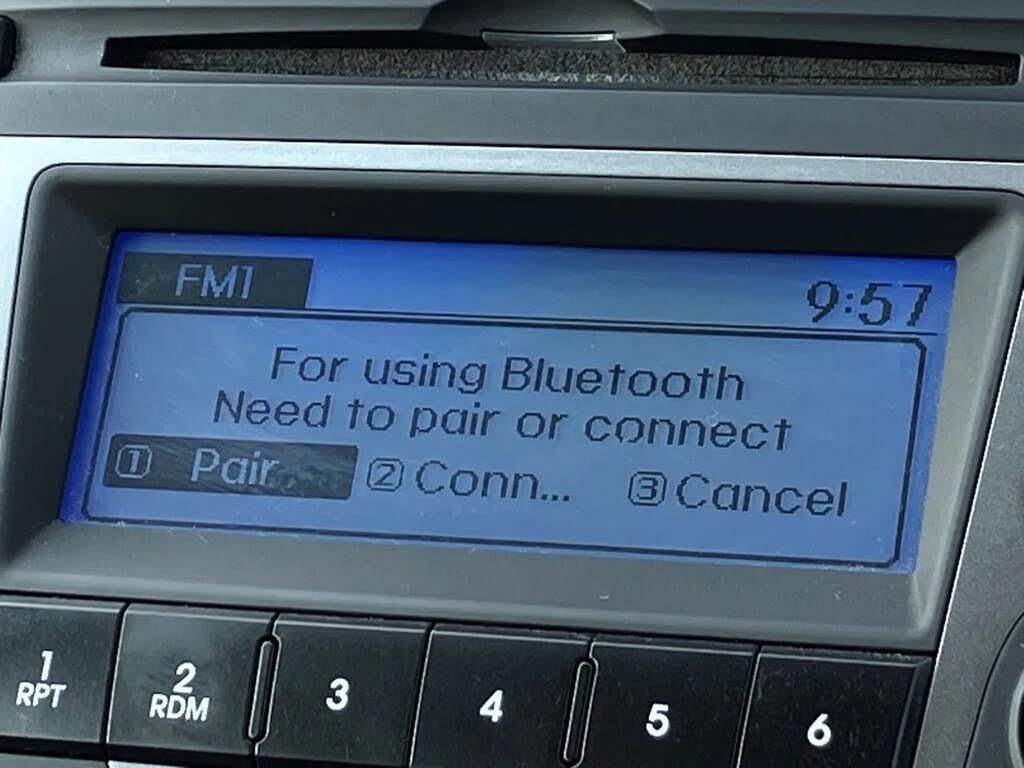 FM1
9:57
For using Bluetooth
Need to pair or connect
① Pair ② Conn... ③ Cancel
1 2 3 4 5 6
RPT RDM